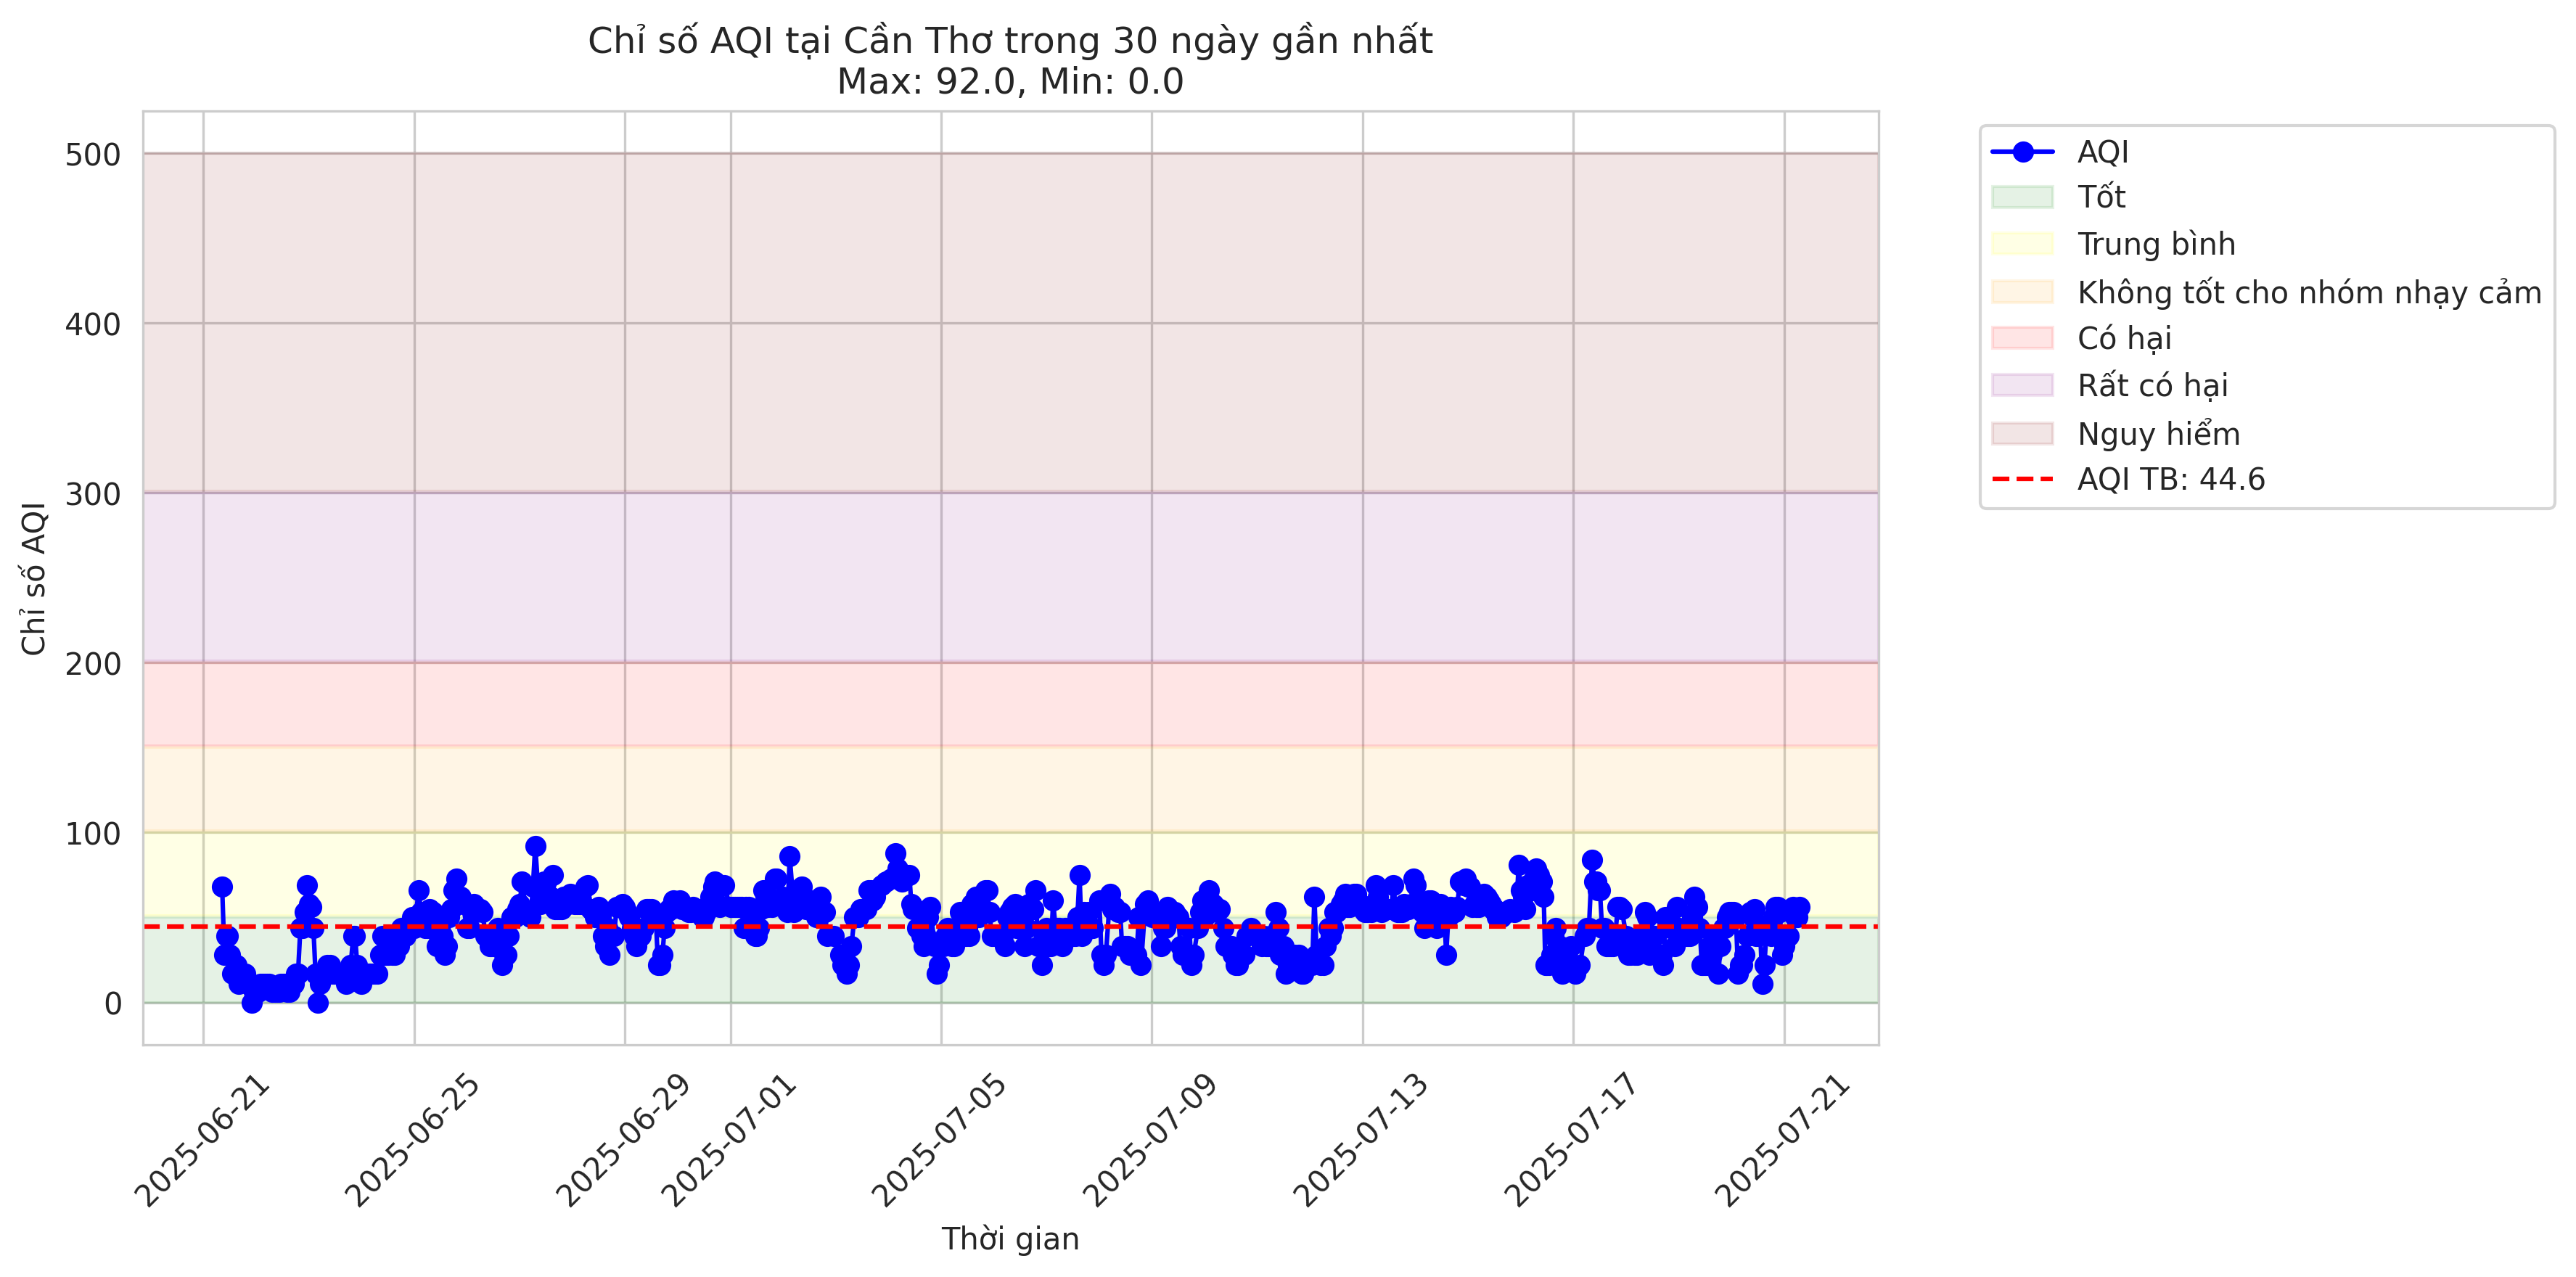 Chỉ số AQI tại Cần Thơ trong 30 ngày gần nhất
Max: 92.0, Min: 0.0
Chỉ số AQI
500
400
300
200
100
0
2025-06-21
2025-06-25
2025-06-29
2025-07-01
2025-07-05
2025-07-09
2025-07-13
2025-07-17
2025-07-21
Thời gian
AQI
Tốt
Trung bình
Không tốt cho nhóm nhạy cảm
Có hại
Rất có hại
Nguy hiểm
AQI TB: 44.6